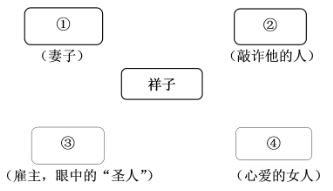 ① ②
（妻子） （敲诈他的人）
祥子
③ ④
（雇主，眼中的“圣人”） （心爱的女人）